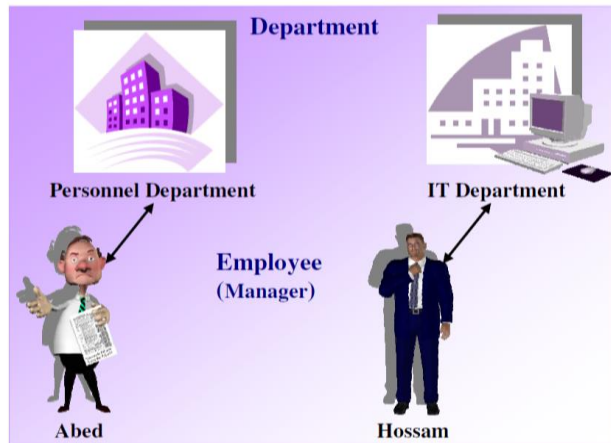 Department
Personnel Department
IT Department
Employee
(Manager)
Abed
Hossam